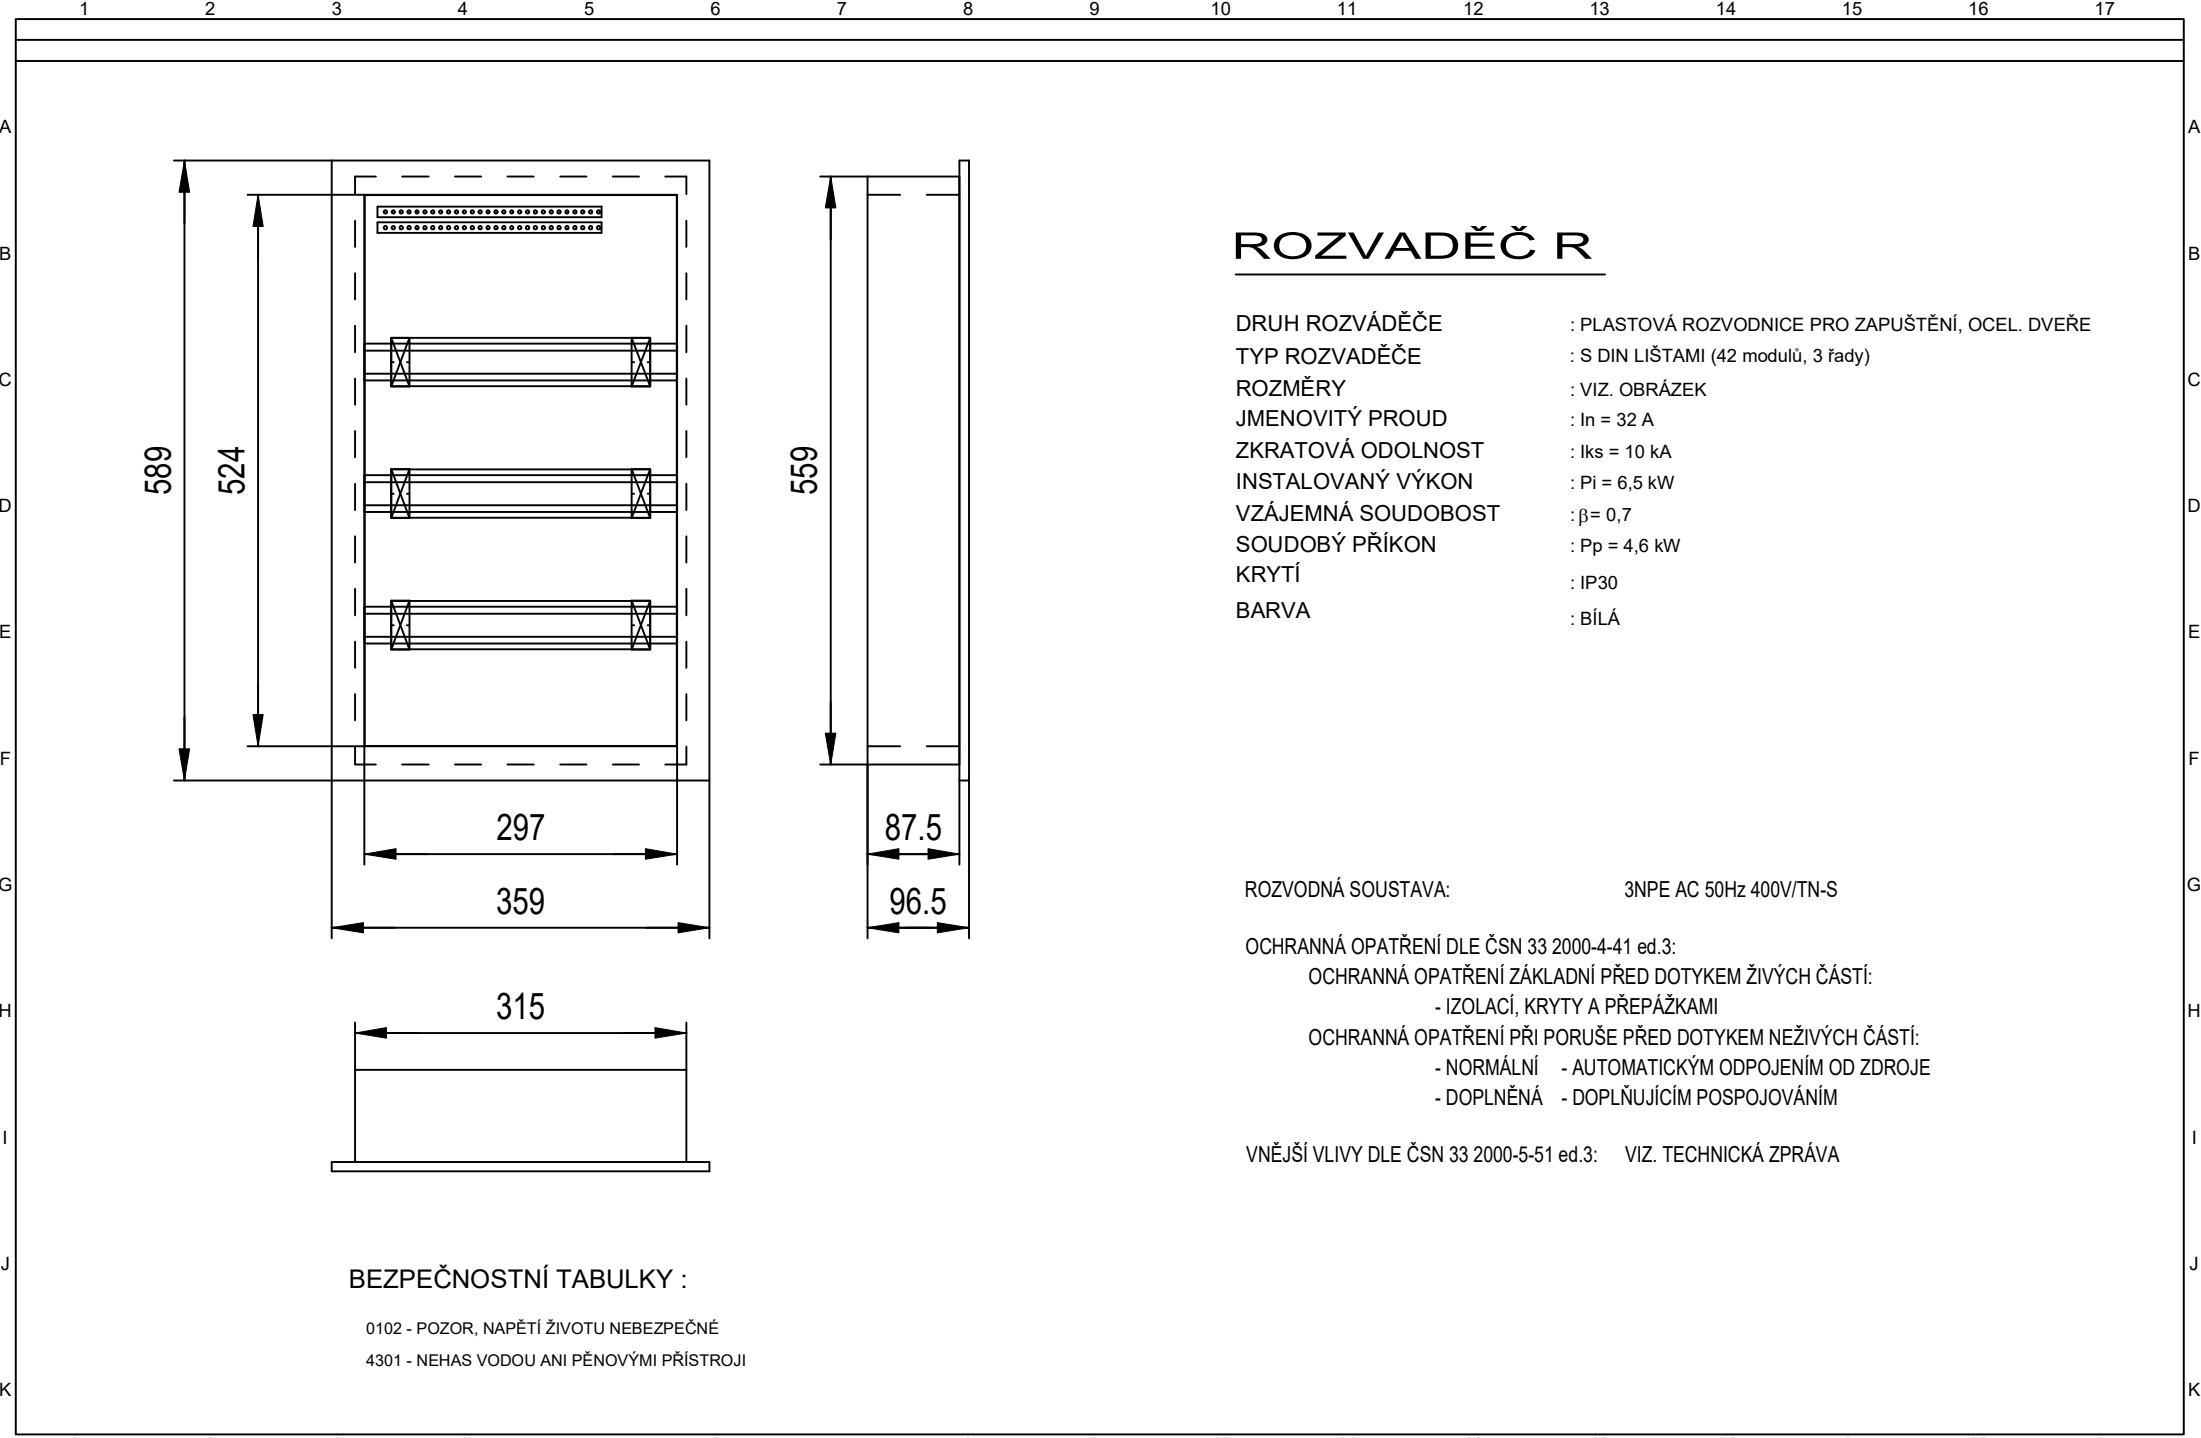 1 2 3 4 5 6 7 8 9 10 11 12 13 14 15 16 17
A A
B B
C C
D D
E E
F F
G G
H H
I I
J J
K K
589
524
559
297
87.5
359
96.5
315
ROZVADĚČ R
DRUH ROZVÁDĚČE : PLASTOVÁ ROZVODNICE PRO ZAPUŠTĚNÍ, OCEL. DVEŘE
TYP ROZVADĚČE : S DIN LIŠTAMI (42 modulů, 3 řady)
ROZMĚRY : VIZ. OBRÁZEK
JMENOVITÝ PROUD : In = 32 A
ZKRATOVÁ ODOLNOST : Iks = 10 kA
INSTALOVANÝ VÝKON : Pi = 6,5 kW
VZÁJEMNÁ SOUDOBOST : β= 0,7
SOUDOBÝ PŘÍKON : Pp = 4,6 kW
KRYTÍ : IP30
BARVA : BÍLÁ
ROZVODNÁ SOUSTAVA: 3NPE AC 50Hz 400V/TN-S
OCHRANNÁ OPATŘENÍ DLE ČSN 33 2000-4-41 ed.3:
OCHRANNÁ OPATŘENÍ ZÁKLADNÍ PŘED DOTYKEM ŽIVÝCH ČÁSTÍ:
- IZOLACÍ, KRYTY A PŘEPÁŽKAMI
OCHRANNÁ OPATŘENÍ PŘI PORUŠE PŘED DOTYKEM NEŽIVÝCH ČÁSTÍ:
- NORMÁLNÍ - AUTOMATICKÝM ODPOJENÍM OD ZDROJE
- DOPLNĚNÁ - DOPLŇUJÍCÍM POSPOJOVÁNÍM
VNĚJŠÍ VLIVY DLE ČSN 33 2000-5-51 ed.3: VIZ. TECHNICKÁ ZPRÁVA
BEZPEČNOSTNÍ TABULKY :
0102 - POZOR, NAPĚTÍ ŽIVOTU NEBEZPEČNÉ
4301 - NEHAS VODOU ANI PĚNOVÝMI PŘÍSTROJI